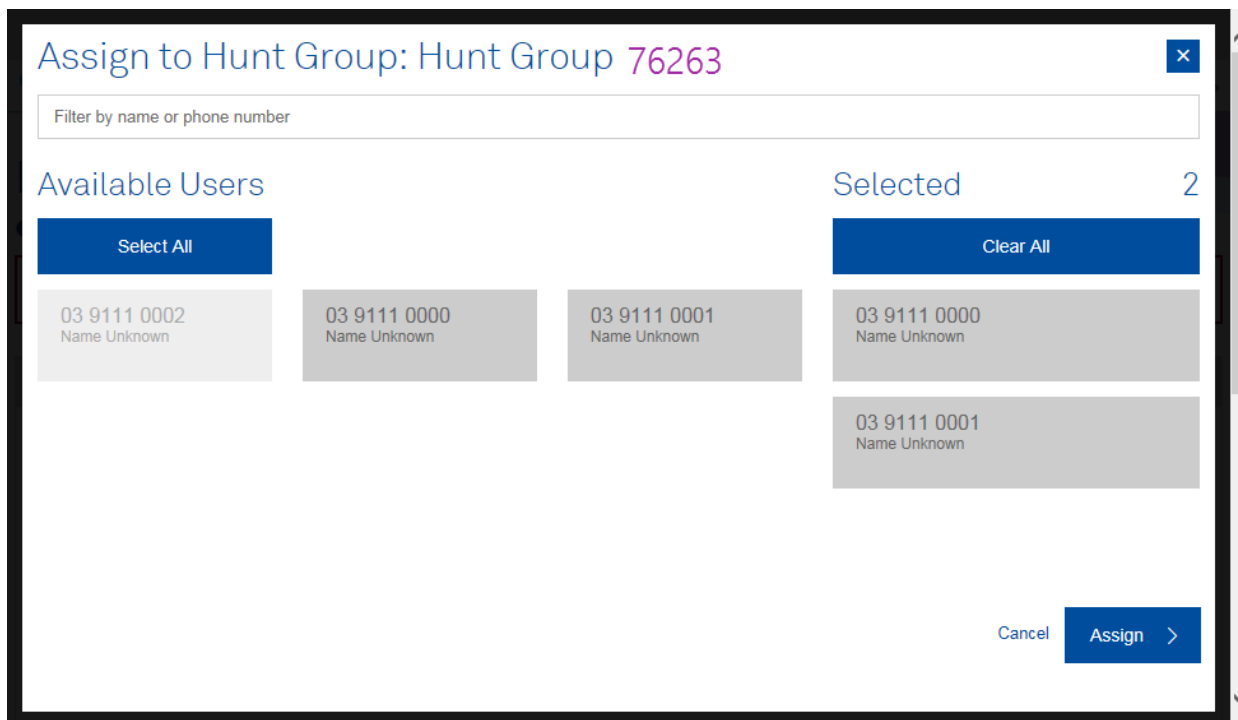 Assign to Hunt Group: Hunt Group 76263
×
Filter by name or phone number
Available Users
Select All
03 9111 0002
Name Unknown
03 9111 0000
Name Unknown
03 9111 0001
Name Unknown
Selected 2
Clear All
03 9111 0000
Name Unknown
03 9111 0001
Name Unknown
Cancel
Assign >